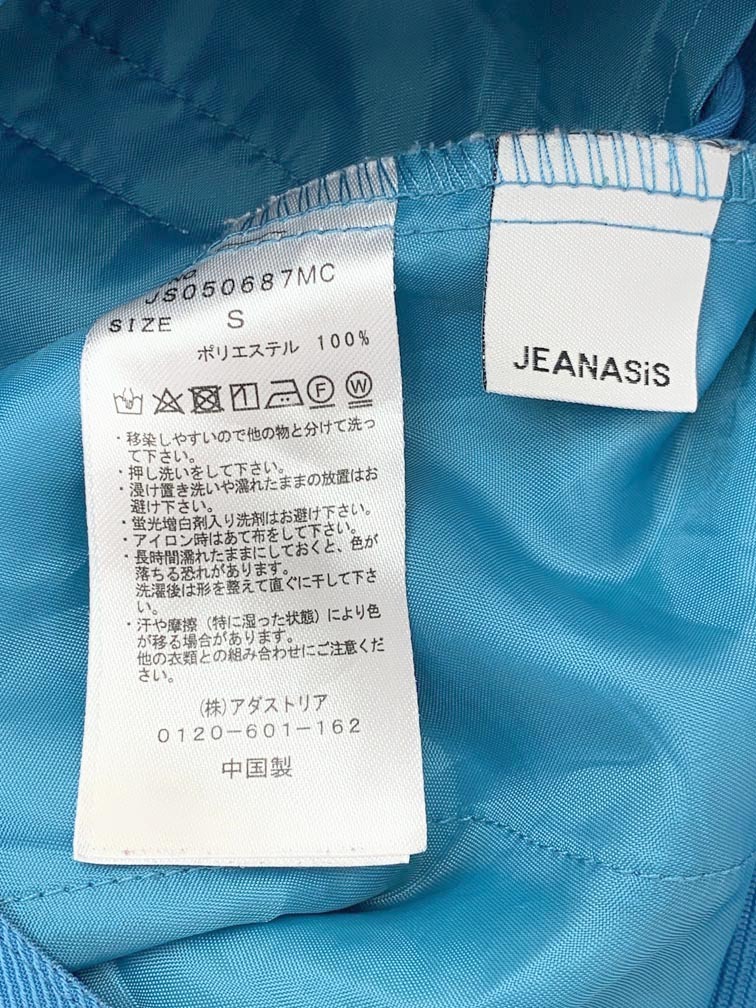 NO
JS050687MC
SIZE S
ポリエステル 100%
F W
・移染しやすいので他の物と分けて洗っ
て下さい。
・押し洗いをして下さい。
・浸け置き洗いや濡れたままの放置はお
避け下さい。
・蛍光増白剤入り洗剤はお避け下さい。
・アイロン時はあて布をして下さい。
・長時間濡れたままにしておくと、色が
落ちる恐れがあります。
洗濯後は形を整えて直ぐに干して下さ
い。
・汗や摩擦（特に湿った状態）により色
が移る場合があります。
他の衣類との組み合わせにご注意くだ
さい。
(株)アダストリア
0120-601-162
中国製
JEANASiS